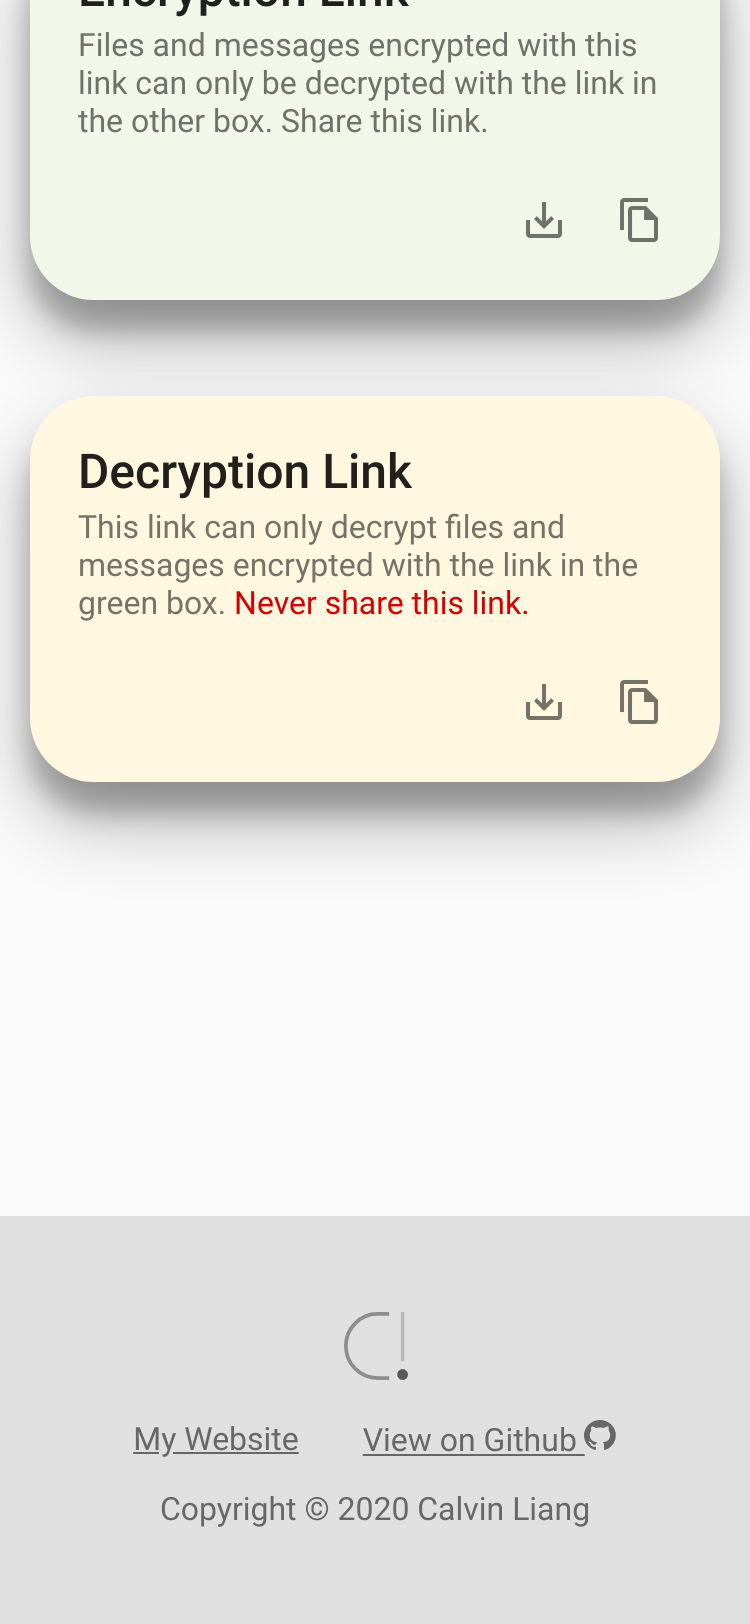 Encryption Link
Files and messages encrypted with this
link can only be decrypted with the link in
the other box. Share this link.
Decryption Link
This link can only decrypt files and
messages encrypted with the link in the
green box. Never share this link.
My Website
View on Github
Copyright © 2020 Calvin Liang